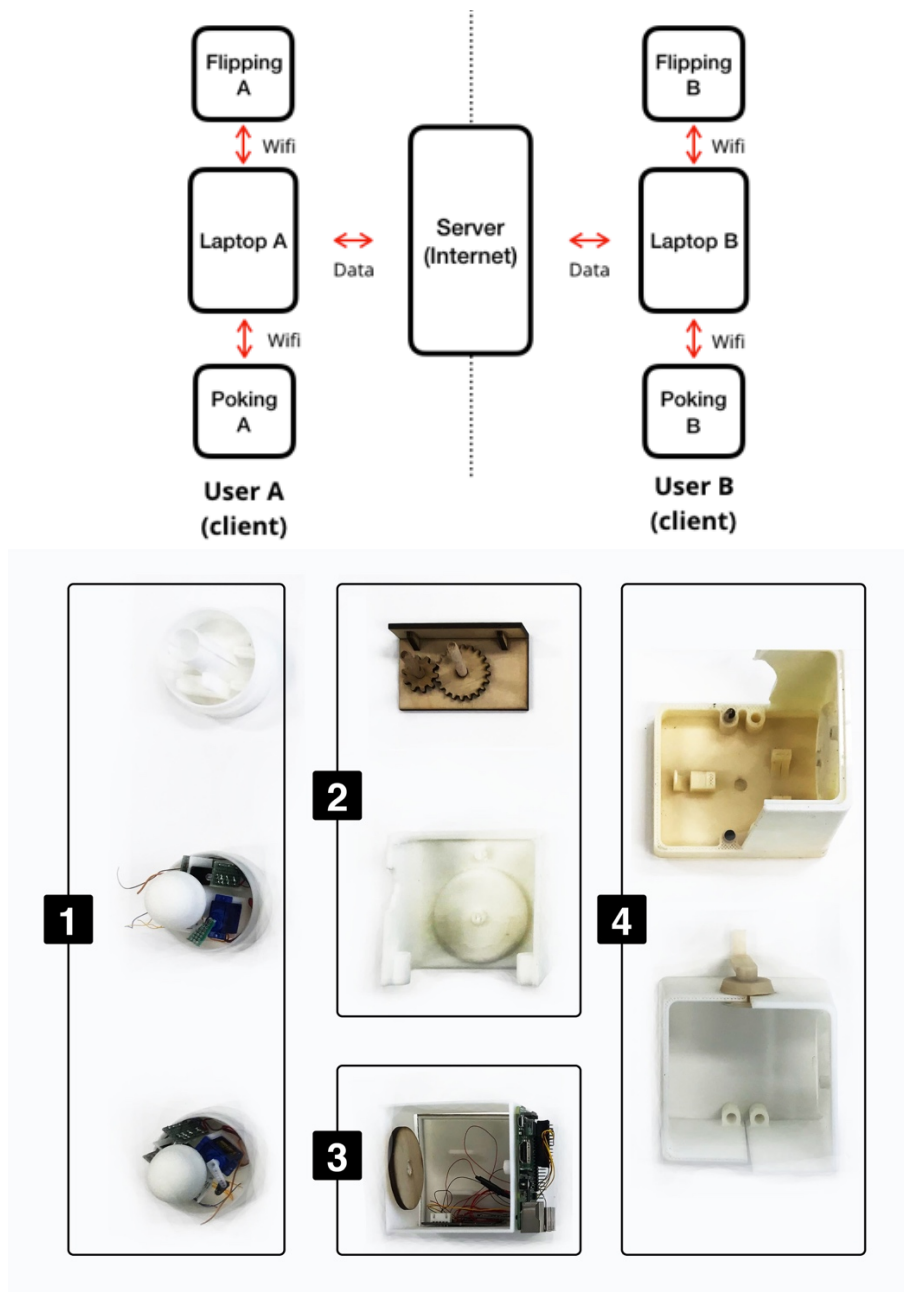 Flipping
A
Flipping
B
Wifi
Wifi
Laptop A
Server
(Internet)
Laptop B
Data
Data
Wifi
Wifi
Poking
A
Poking
B
User A
(client)
User B
(client)
1
2
3
4